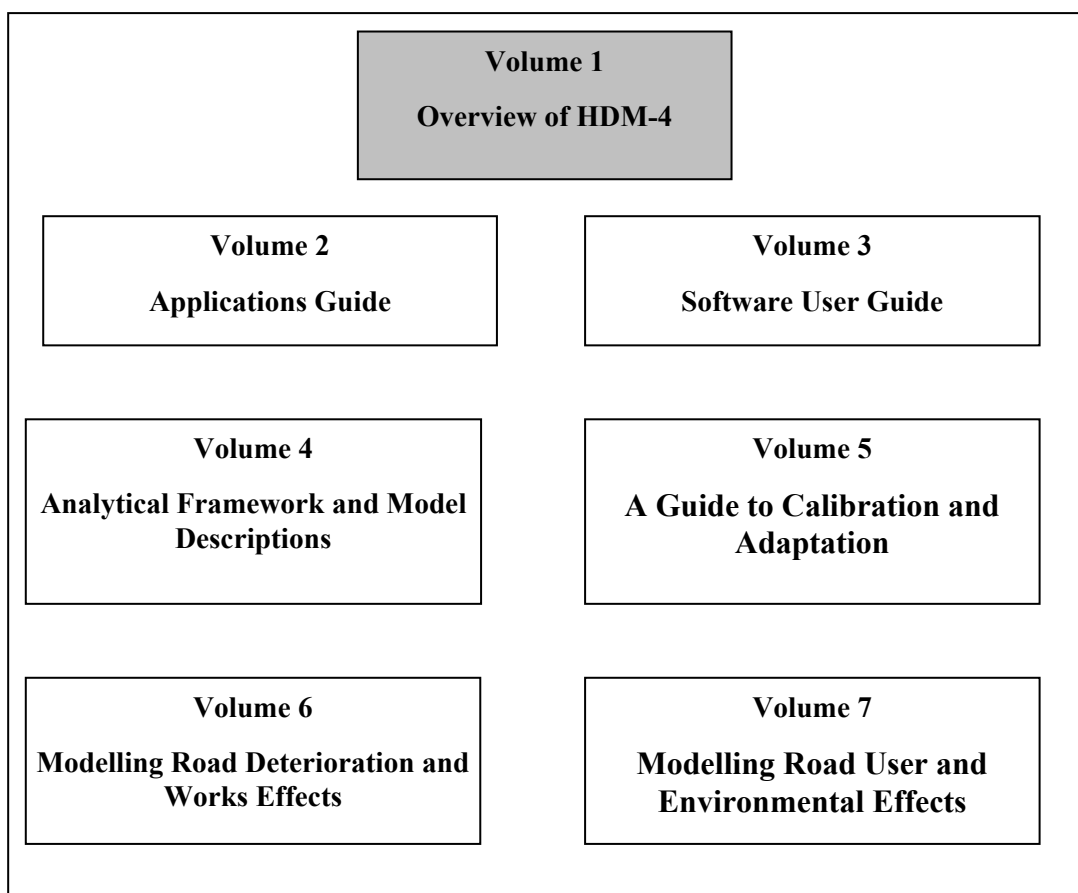 Volume 1
Overview of HDM-4
Volume 2
Applications Guide
Volume 3
Software User Guide
Volume 4
Analytical Framework and Model
Descriptions
Volume 5
A Guide to Calibration and
Adaptation
Volume 6
Modelling Road Deterioration and
Works Effects
Volume 7
Modelling Road User and
Environmental Effects